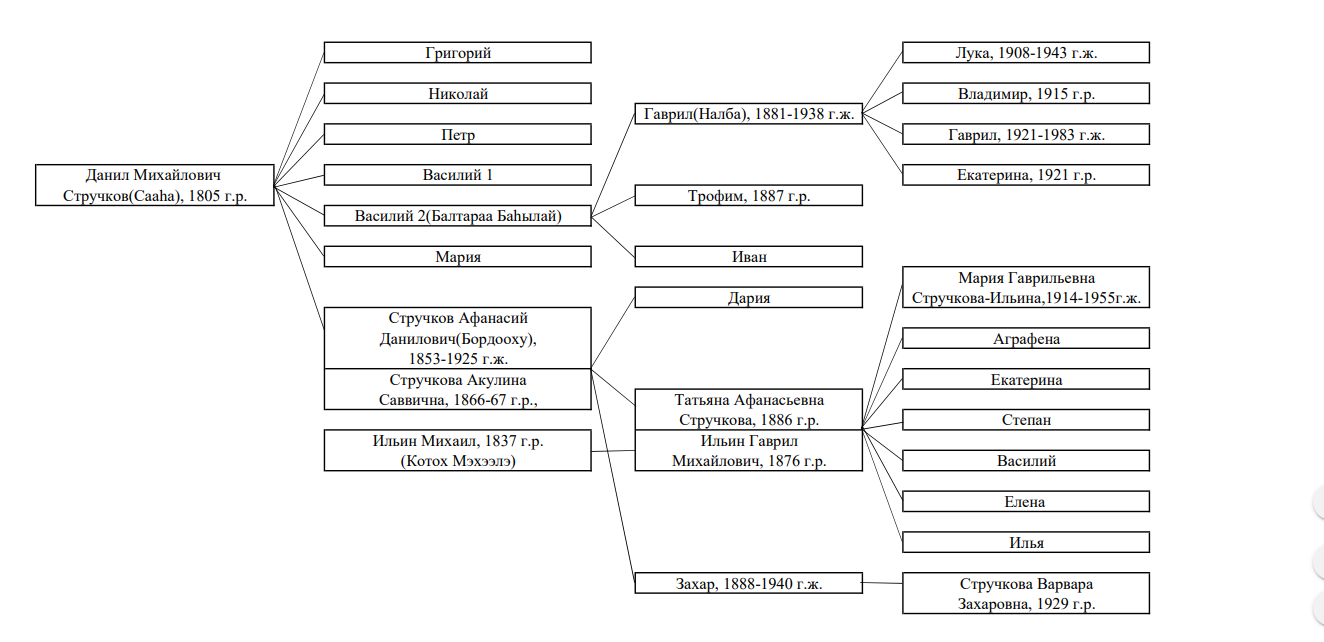 Данил Михайлович
Стручков(Сааһа), 1805 г.р.
Григорий
Николай
Петр
Василий 1
Василий 2(Балтараа Баһылай)
Мария
Стручков Афанасий
Данилович(Бордооху),
1853-1925 г.ж.
Стручкова Акулина
Саввична, 1866-67 г.р.,
Ильин Михаил, 1837 г.р.
(Котох Мэхээлэ)
Гаврил(Налба), 1881-1938 г.ж.
Трофим, 1887 г.р.
Иван
Дария
Татьяна Афанасьевна
Стручкова, 1886 г.р.
Ильин Гаврил
Михайлович, 1876 г.р.
Захар, 1888-1940 г.ж.
Лука, 1908-1943 г.ж.
Владимир, 1915 г.р.
Гаврил, 1921-1983 г.ж.
Екатерина, 1921 г.р.
Мария Гаврильевна
Стручкова-Ильина,1914-1955г.ж.
Аграфена
Екатерина
Степан
Василий
Елена
Илья
Стручкова Варвара
Захаровна, 1929 г.р.